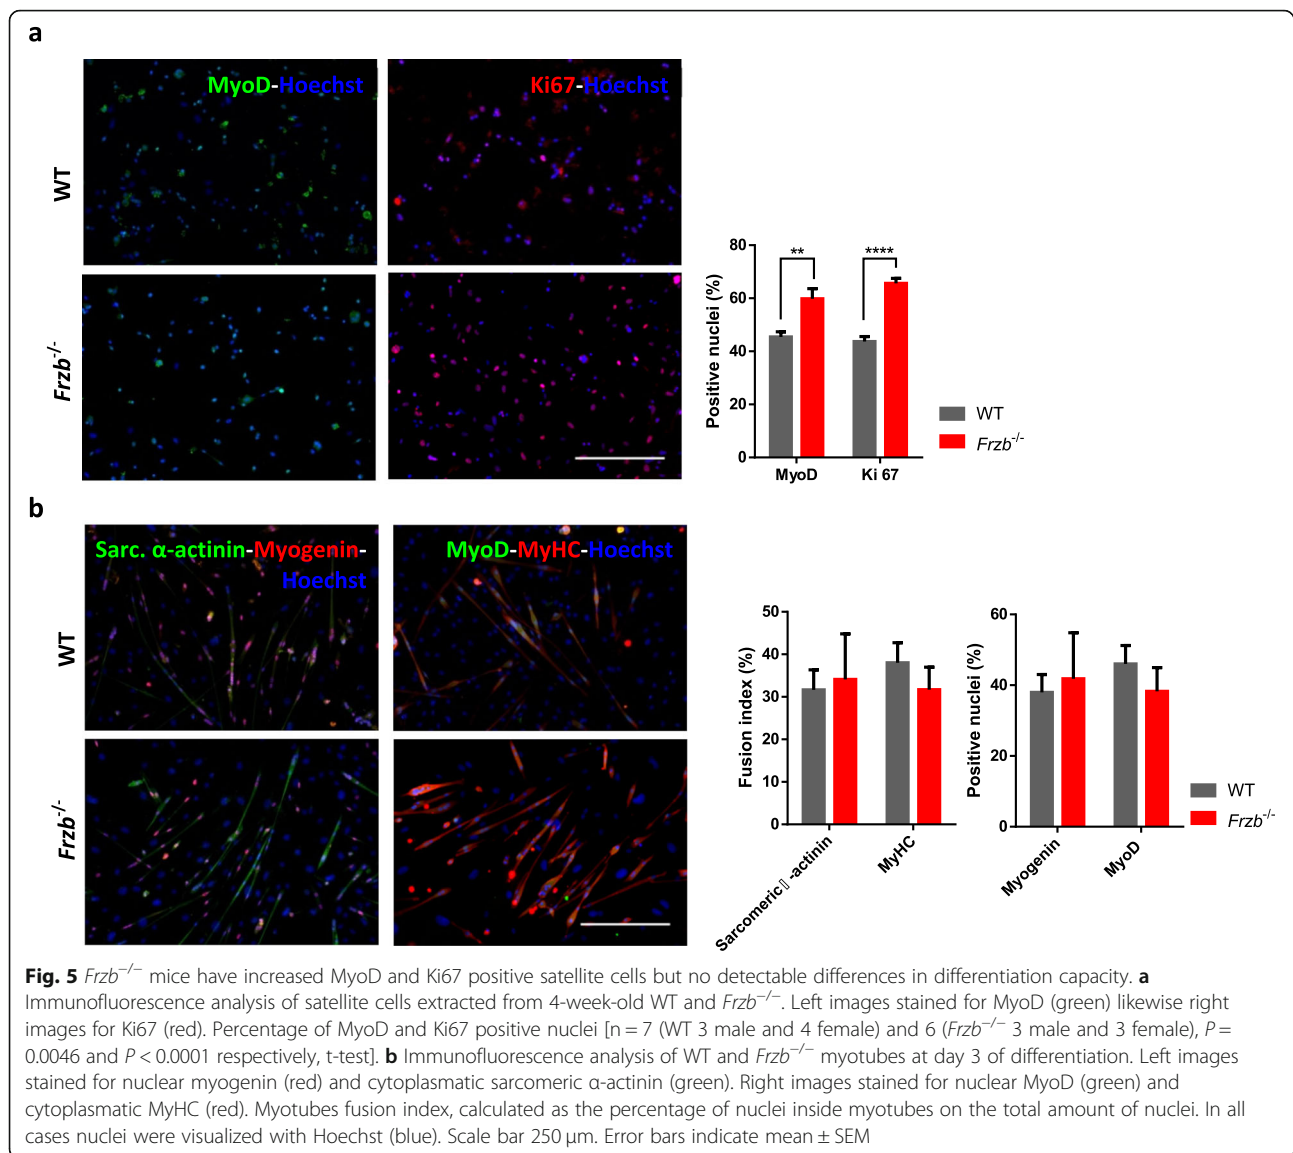 a
MyoD-Hoechst
Ki67-Hoechst
WT
Frzb-/-
80
60
40
20
0
Positive nuclei (%)
**
****
MyoD
Ki 67
WT
Frzb-/-
b
Sarc. α-actinin-Myogenin-
Hoechst
MyoD-MyHC-Hoechst
WT
Frzb-/-
50
40
30
20
10
0
Fusion index (%)
Sarcomeric▯-actinin
MyHC
60
40
20
0
Positive nuclei (%)
Myogenin
MyoD
WT
Frzb-/-
Fig. 5 Frzb−/− mice have increased MyoD and Ki67 positive satellite cells but no detectable differences in differentiation capacity. a
Immunofluorescence analysis of satellite cells extracted from 4-week-old WT and Frzb−/−. Left images stained for MyoD (green) likewise right
images for Ki67 (red). Percentage of MyoD and Ki67 positive nuclei [n = 7 (WT 3 male and 4 female) and 6 (Frzb−/− 3 male and 3 female), P =
0.0046 and P < 0.0001 respectively, t-test]. b Immunofluorescence analysis of WT and Frzb−/− myotubes at day 3 of differentiation. Left images
stained for nuclear myogenin (red) and cytoplasmatic sarcomeric α-actinin (green). Right images stained for nuclear MyoD (green) and
cytoplasmatic MyHC (red). Myotubes fusion index, calculated as the percentage of nuclei inside myotubes on the total amount of nuclei. In all
cases nuclei were visualized with Hoechst (blue). Scale bar 250 μm. Error bars indicate mean ± SEM